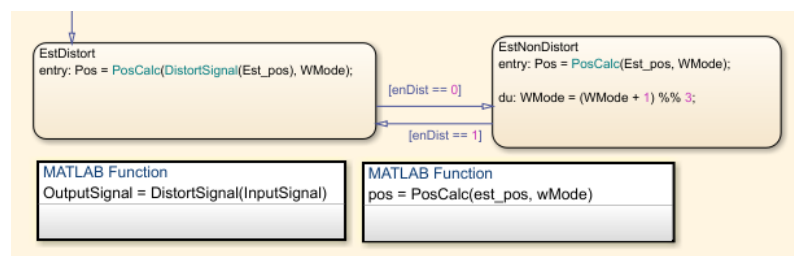 EstDistort
entry: Pos = PosCalc(DistortSignal(Est_pos), WMode);
[enDist == 0]
[enDist == 1]
EstNonDistort
entry: Pos = PosCalc(Est_pos, WMode);
du: WMode = (WMode + 1) %% 3;
MATLAB Function
OutputSignal = DistortSignal(InputSignal)
MATLAB Function
pos = PosCalc(est_pos, wMode)